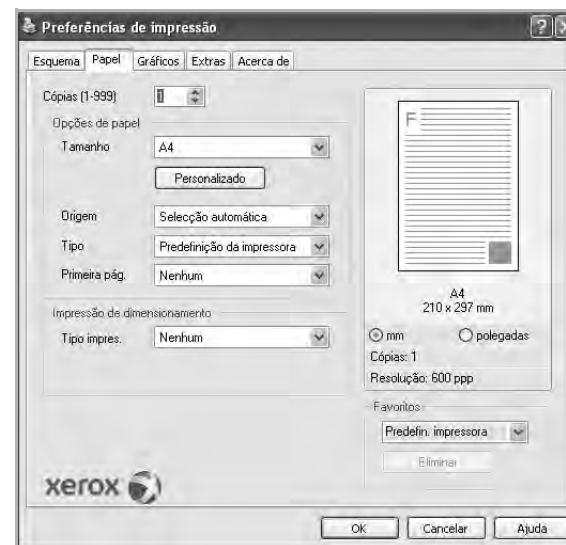 Preferências de impressão
Esquema Papel Gráficos Extras Acerca de
Cópias (1-999) 1
Opções de papel
Tamanho A4
Personalizado
Origem Selecção automática
Tipo Predefinição da impressora
Primeira pág. Nenhum
Impressão de dimensionamento
Tipo impres. Nenhum
xerox
F
A4
210 x 297 mm
mm polegadas
Cópias: 1
Resolução: 600 ppp
Favoritos
Predefin. impressora
Eliminar
OK Cancelar Ajuda